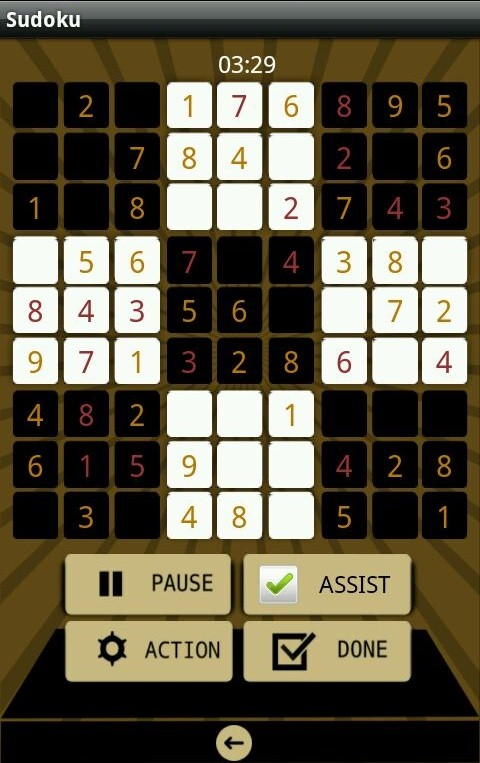 Sudoku
03:29
2 1 7 6 8 9 5
7 8 4 2 6
1 8 2 7 4 3
5 6 7 4 3 8
8 4 3 5 6 7 2
9 7 1 3 2 8 6 4
4 8 2 1
6 1 5 9 4 2 8
3 4 8 5 1
PAUSE ASSIST
ACTION DONE